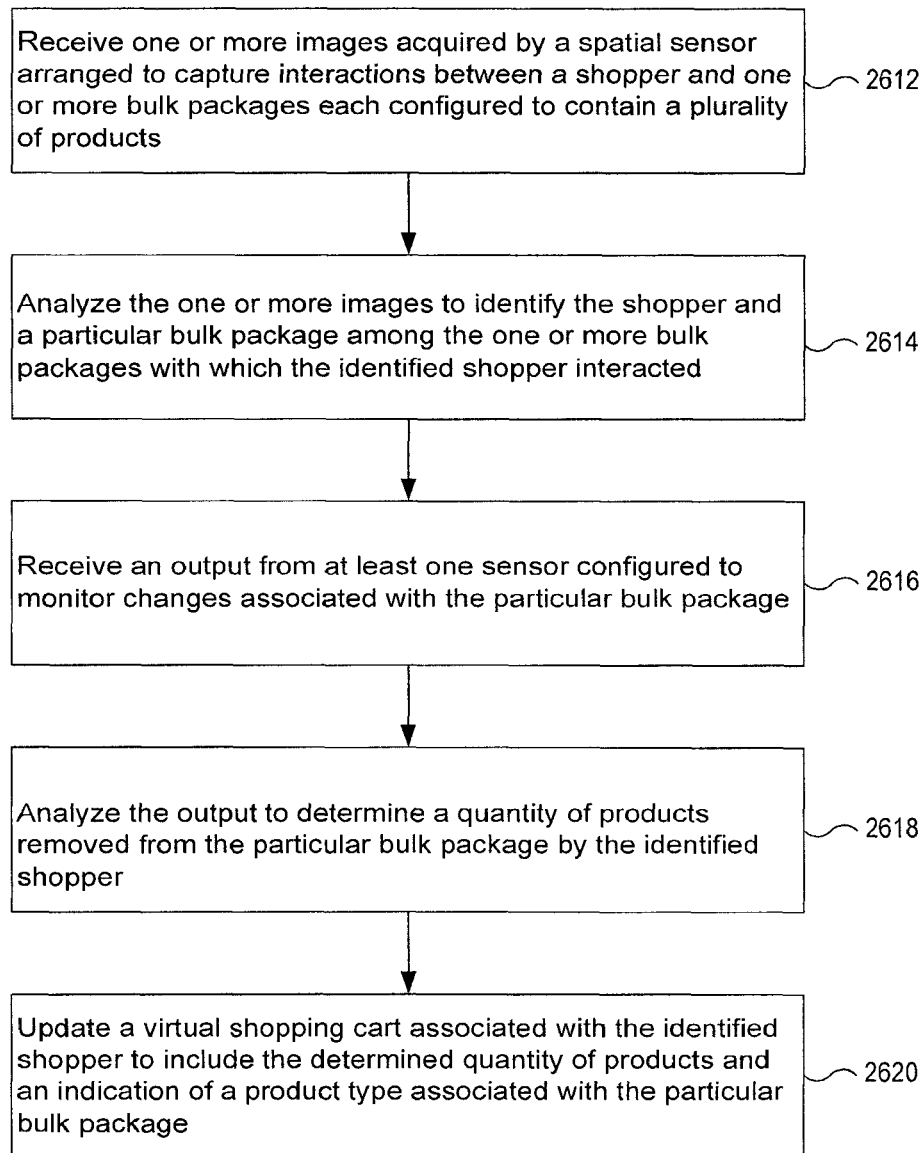 Receive one or more images acquired by a spatial sensor
arranged to capture interactions between a shopper and one
or more bulk packages each configured to contain a plurality
of products
2612
Analyze the one or more images to identify the shopper and
a particular bulk package among the one or more bulk
packages with which the identified shopper interacted
2614
Receive an output from at least one sensor configured to
monitor changes associated with the particular bulk package
2616
Analyze the output to determine a quantity of products
removed from the particular bulk package by the identified
shopper
2618
Update a virtual shopping cart associated with the identified
shopper to include the determined quantity of products and
an indication of a product type associated with the particular
bulk package
2620